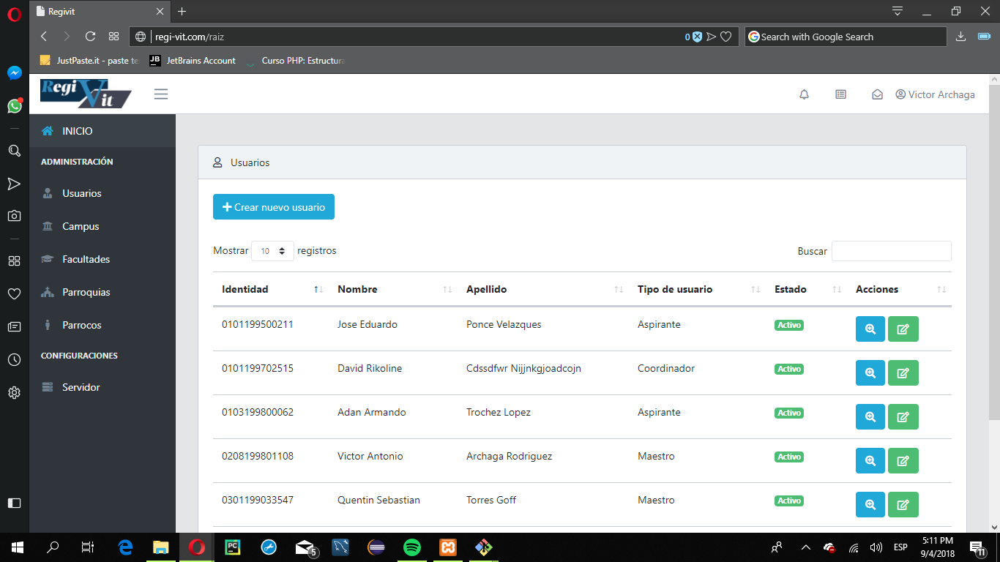 Regivit
regi-vit.com/raiz
0
Search with Google Search
JustPaste.it - paste te
JB
JetBrains Account
Curso PHP: Estructura
Regi Vit
Victor Archaga
INICIO
ADMINISTRACIÓN
Usuarios
Campus
Facultades
Parroquias
Parrocos
CONFIGURACIONES
Servidor
Usuarios
Crear nuevo usuario
Mostrar 10 registros
Buscar
Identidad Nombre Apellido Tipo de usuario Estado Acciones
0101199500211 Jose Eduardo Ponce Velazques Aspirante Activo
0101199702515 David Rikoline Cdssdfwr Nijjnkgjoadcojn Coordinador Activo
0103199800062 Adan Armando Trochez Lopez Aspirante Activo
0208199801108 Victor Antonio Archaga Rodriguez Maestro Activo
0301199033547 Quentin Sebastian Torres Goff Maestro Activo
PC
5
ESP
5:11 PM
9/4/2018
11